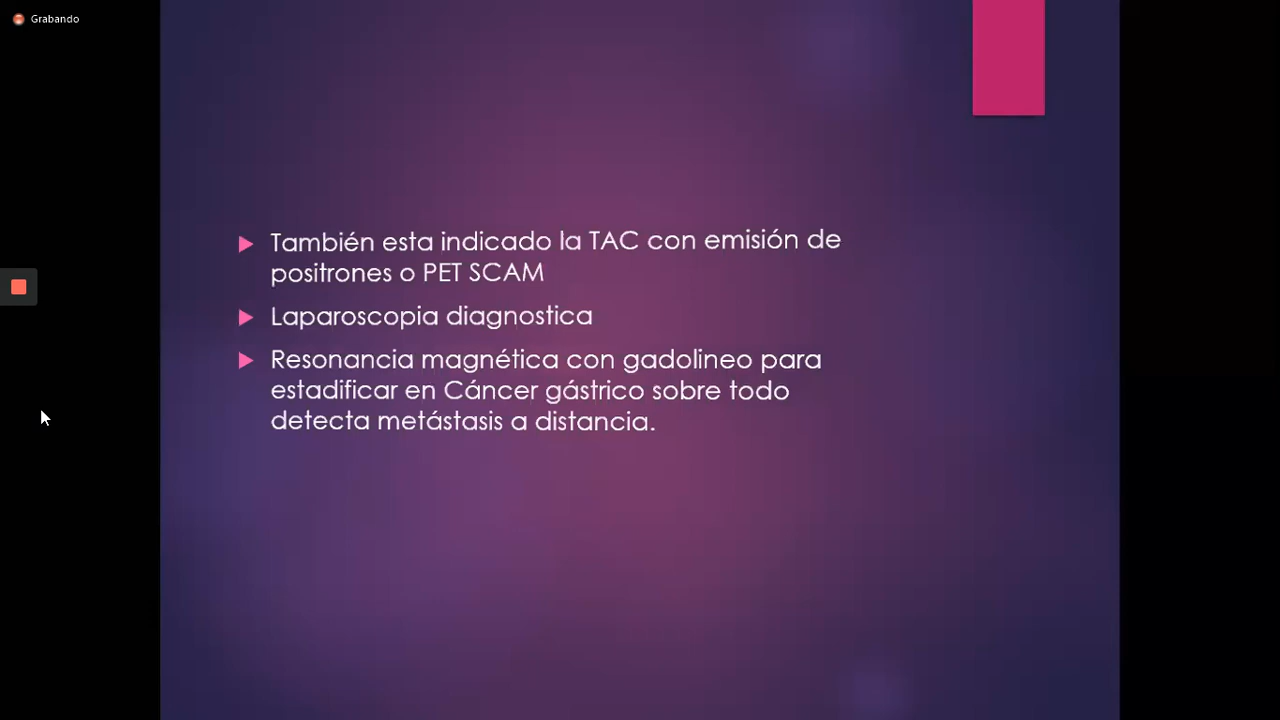 Grabando
También esta indicado la TAC con emisión de
positrones o PET SCAM
Laparoscopia diagnostica
Resonancia magnética con gadolineo para
estadificar en Cáncer gástrico sobre todo
detecta metástasis a distancia.